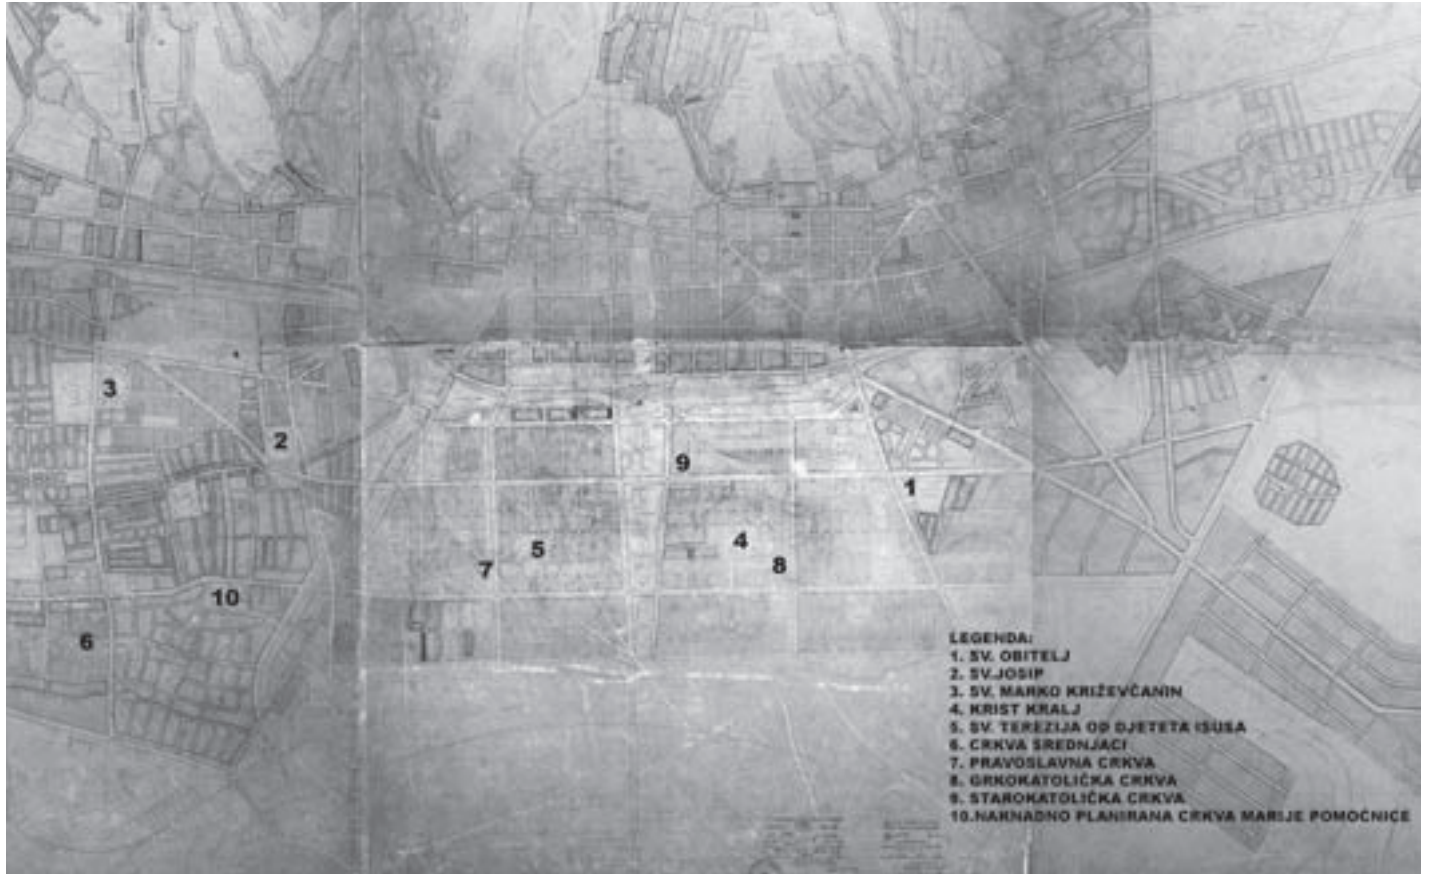 3
2
9
1
4
5
8
7
10
6
LEGENDA:
1. SV. OBITELJ
2. SV.JOSIP
3. SV. MARKO KRIŽEVČANIN
4. KRIST KRALJ
5. SV. TEREZIJA OD DJETETA ISUSA
6. CRKVA SREDNJACI
7. PRAVOSLAVNA CRKVA
8. GRKOKATOLIČKA CRKVA
9. STAROKATOLIČKA CRKVA
10.NAKNADNO PLANIRANA CRKVA MARIJE POMOĆNICE